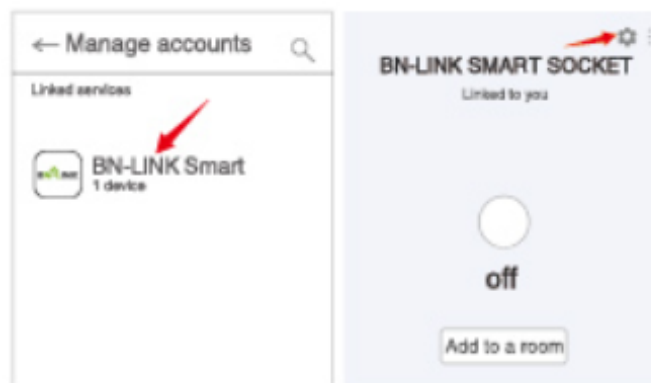 Manage accounts
Linked services
BN-LINK Smart
1 device
BN-LINK SMART SOCKET
Linked to you
off
Add to a room